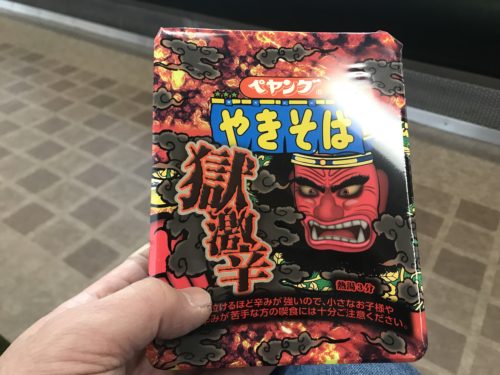 ペヤング
やきそば
獄激辛
熱湯3分
泣けるほど辛みが強いので、小さなお子様や
辛みが苦手な方の喫食には十分ご注意ください。